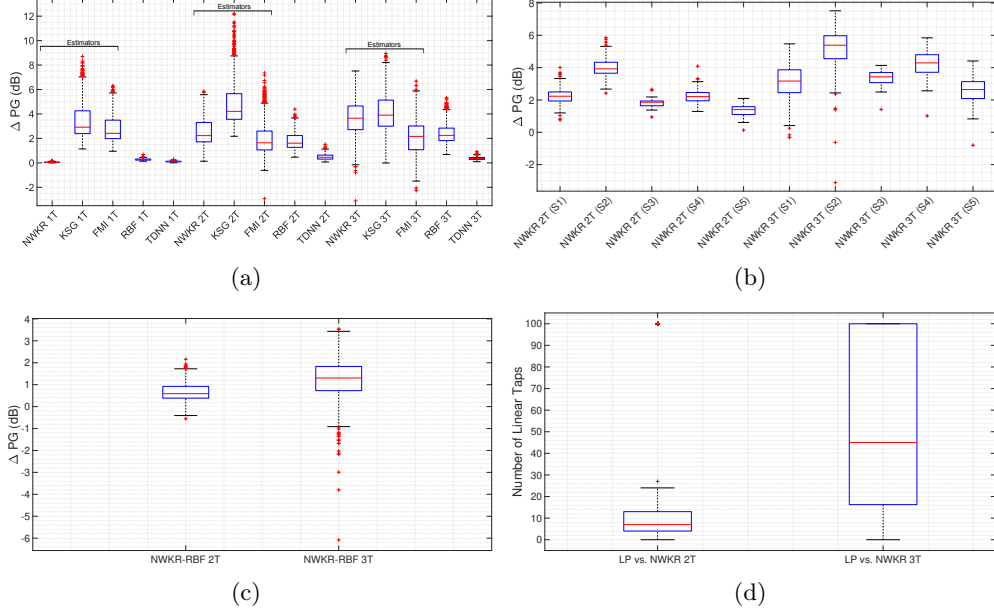 12
10
8
6
4
2
0
-2
Δ PG (dB)
Estimators
Estimators
Estimators
NWKR 1T
KSG 1T
FMI 1T
RBF 1T
TDNN 1T
NWKR 2T
KSG 2T
FMI 2T
RBF 2T
TDNN 2T
NWKR 3T
KSG 3T
FMI 3T
RBF 3T
TDNN 3T
(a)
8
6
4
2
0
-2
Δ PG (dB)
NWKR 2T (S1)
NWKR 2T (S2)
NWKR 2T (S3)
NWKR 2T (S4)
NWKR 2T (S5)
NWKR 3T (S1)
NWKR 3T (S2)
NWKR 3T (S3)
NWKR 3T (S4)
NWKR 3T (S5)
(b)
4
3
2
1
0
-1
-2
-3
-4
-5
-6
Δ PG (dB)
NWKR-RBF 2T
NWKR-RBF 3T
(c)
100
90
80
70
60
50
40
30
20
10
0
Number of Linear Taps
LP vs. NWKR 2T
LP vs. NWKR 3T
(d)